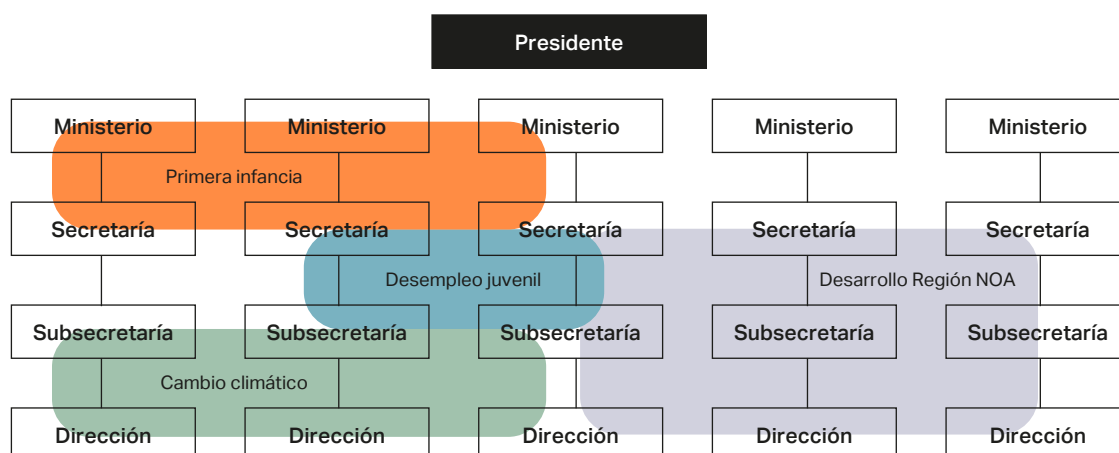 Presidente
Ministerio Ministerio Ministerio Ministerio Ministerio
Primera infancia
Secretaría Secretaría Secretaría Secretaría Secretaría
Desempleo juvenil Desarrollo Región NOA
Subsecretaría Subsecretaría Subsecretaría Subsecretaría Subsecretaría
Cambio climático
Dirección Dirección Dirección Dirección Dirección